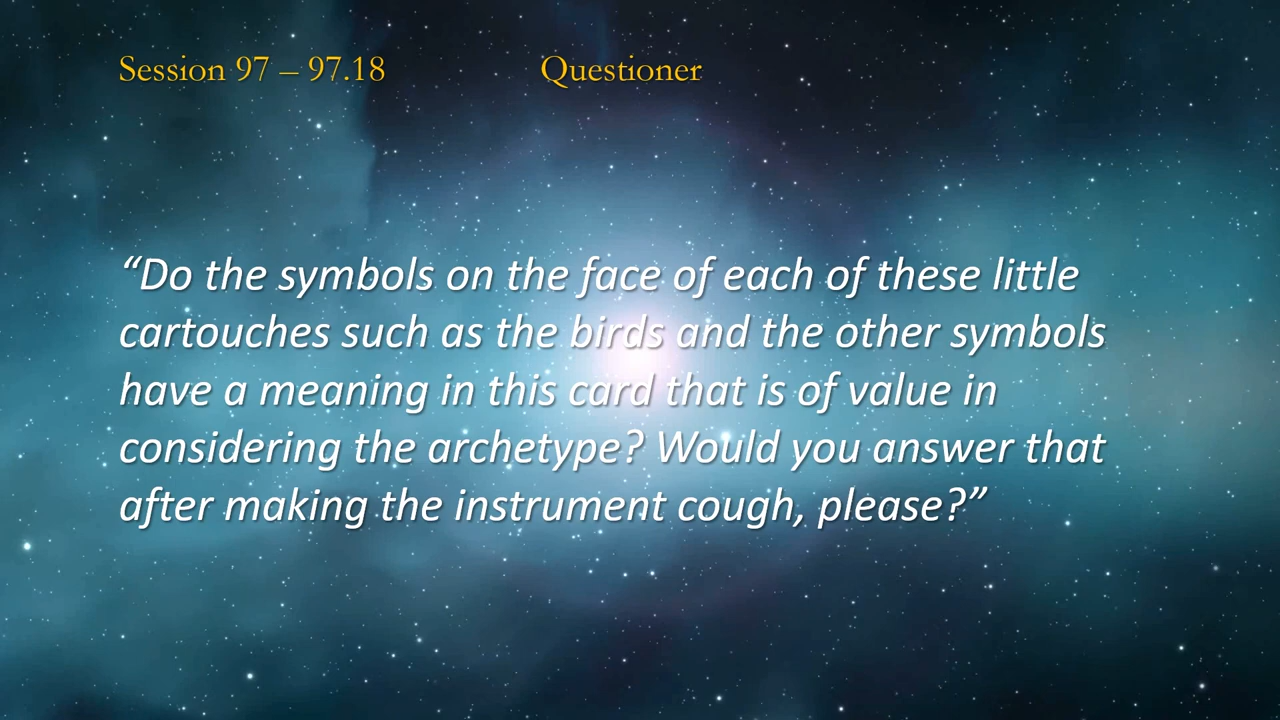 Session 97 – 97.18 Questioner
“Do the symbols on the face of each of these little
cartouches such as the birds and the other symbols
have a meaning in this card that is of value in
considering the archetype? Would you answer that
after making the instrument cough, please?”